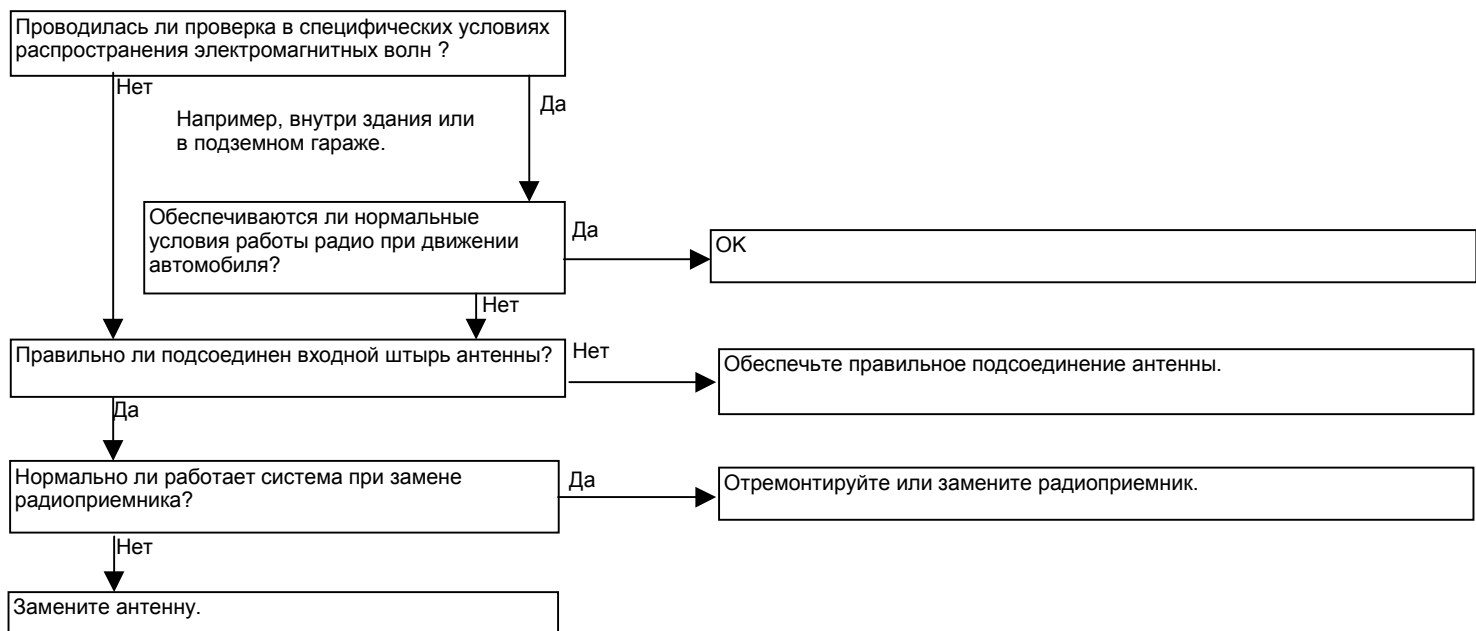 Проводилась ли проверка в специфических условиях
распространения электромагнитных волн ?
Нет
Да
Например, внутри здания или
в подземном гараже.
Обеспечиваются ли нормальные
условия работы радио при движении
автомобиля?
Да
OK
Нет
Правильно ли подсоединен входной штырь антенны?
Нет
Обеспечьте правильное подсоединение антенны.
Да
Нормально ли работает система при замене
радиоприемника?
Да
Отремонтируйте или замените радиоприемник.
Нет
Замените антенну.